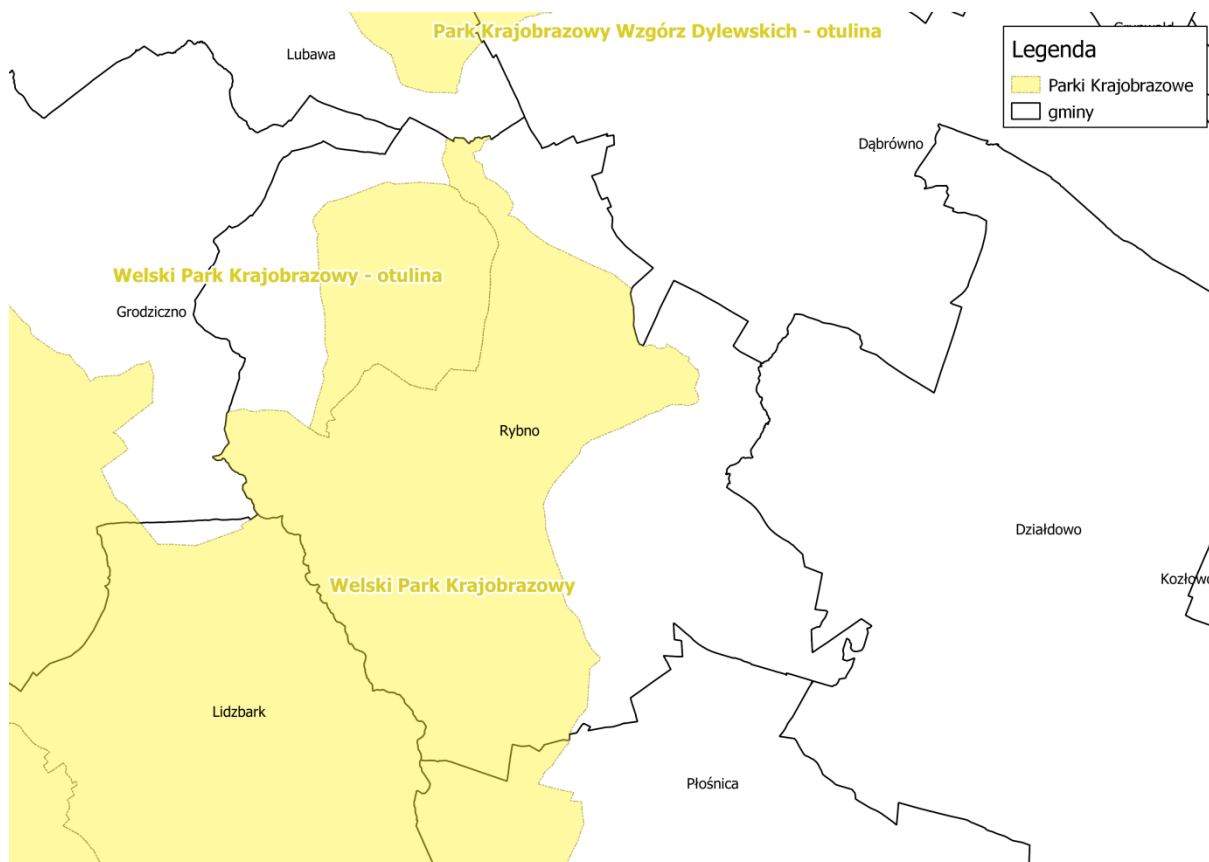 Park Krajobrazowy Wzgórz Dylewskich - otulina
Lubawa
Legenda
Parki Krajobrazowe
gminy
Dąbrówno
Welski Park Krajobrazowy - otulina
Grodziczno
Rybno
Działdowo
Welski Park Krajobrazowy
Kozłowo
Lidzbark
Płośnica